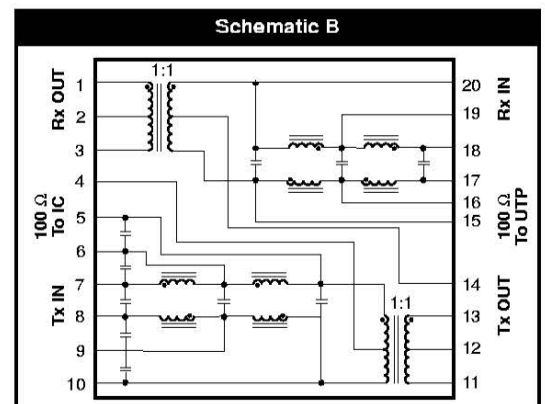 Schematic B
1:1
1
2
3
4
5
6
7
8
9
10
Rx OUT
100 Ω
To IC
Tx IN
20
19
18
17
16
15
14
13
12
11
Rx IN
100 Ω
To UTP
Tx OUT
1:1